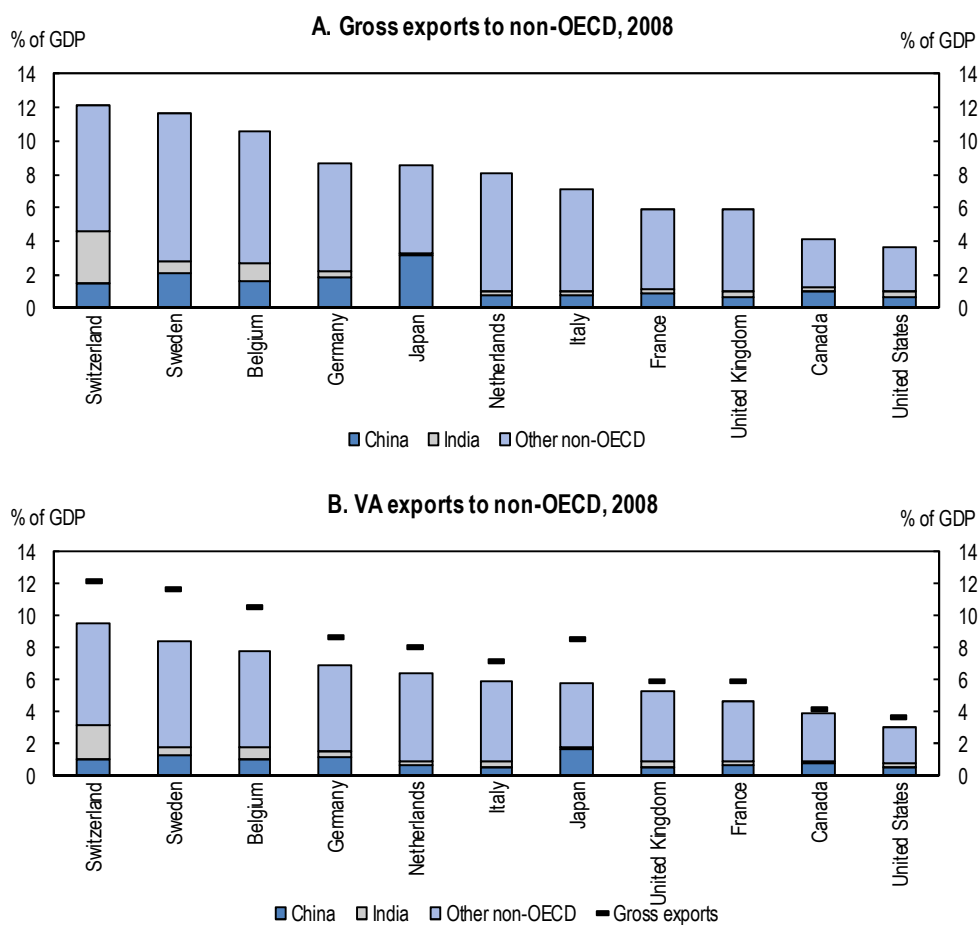 A. Gross exports to non-OECD, 2008
% of GDP % of GDP
14 14
12 12
10 10
8 8
6 6
4 4
2 2
0 0
Switzerland
Sweden
Belgium
Germany
Japan
Netherlands
Italy
France
United Kingdom
Canada
United States
China India Other non-OECD
B. VA exports to non-OECD, 2008
% of GDP % of GDP
14 14
12 12
10 10
8 8
6 6
4 4
2 2
0 0
Switzerland
Sweden
Belgium
Germany
Netherlands
Italy
Japan
United Kingdom
France
Canada
United States
China India Other non-OECD Gross exports